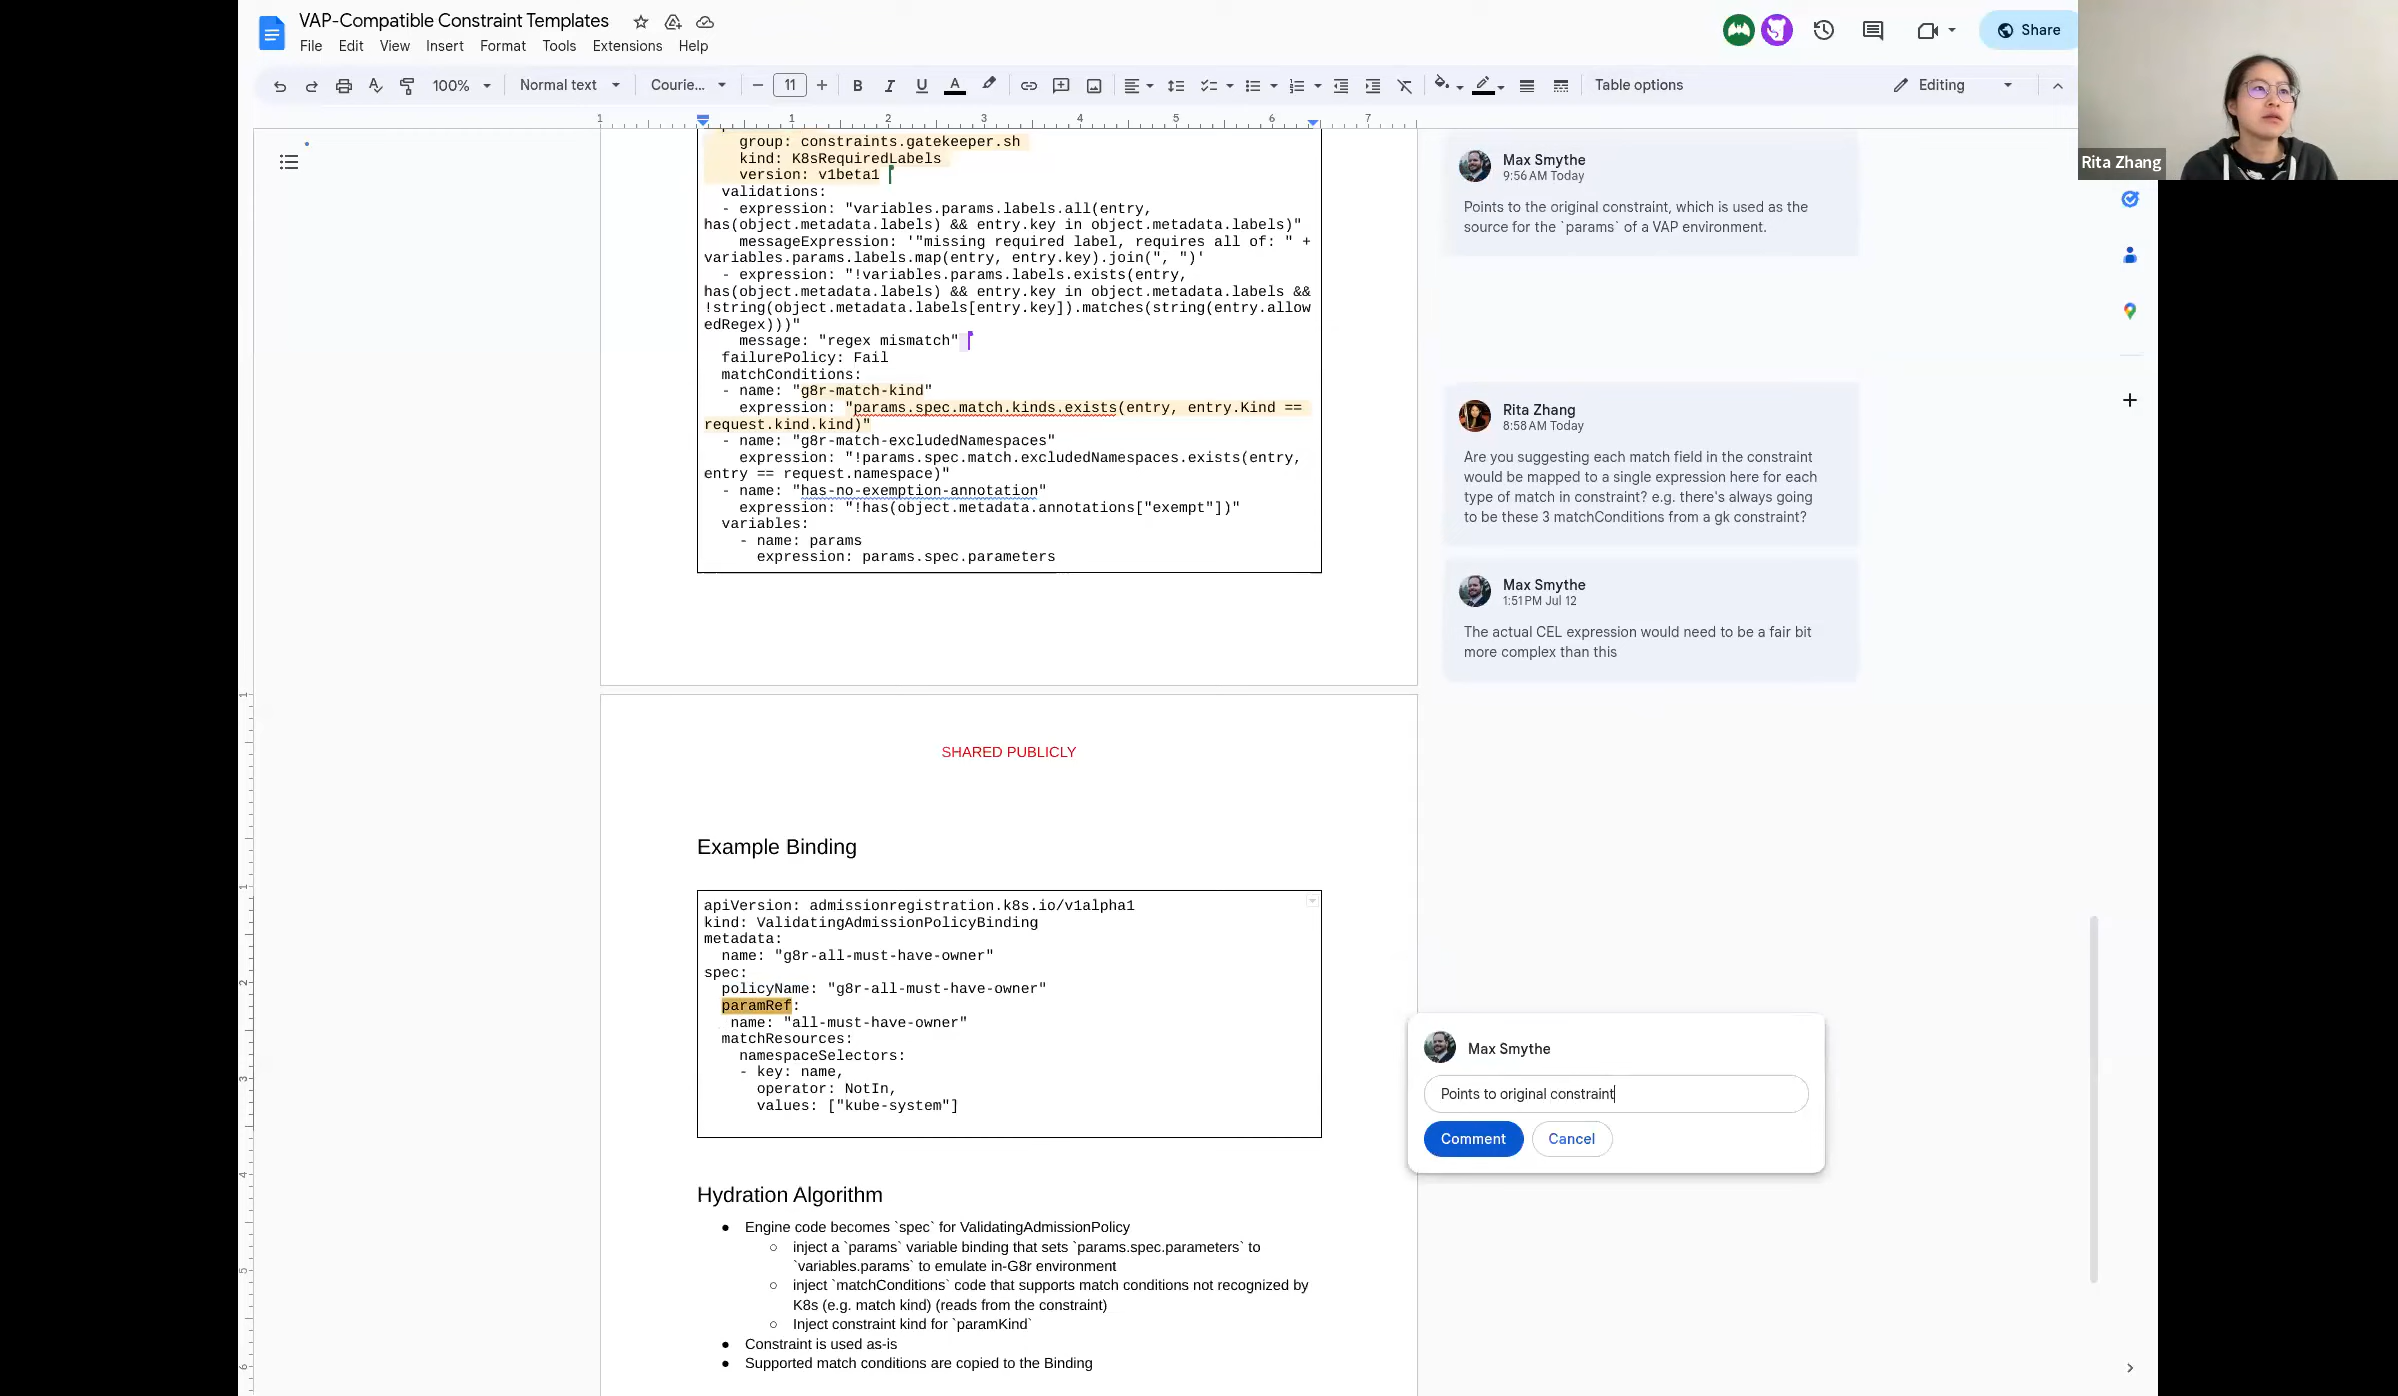 VAP-Compatible Constraint Templates
File Edit View Insert Format Tools Extensions Help
Share
100% Normal text Courie... 11 Table options Editing
1 1 2 3 4 5 6 7
group: constraints.gatekeeper.sh
kind: K8sRequiredLabels
version: v1beta1
validations:
- expression: "variables.params.labels.all(entry,
has(object.metadata.labels) && entry.key in object.metadata.labels)"
messageExpression: '"missing required label, requires all of: " +
variables.params.labels.map(entry, entry.key).join(", ")'
- expression: "!variables.params.labels.exists(entry,
has(object.metadata.labels) && entry.key in object.metadata.labels &&
!string(object.metadata.labels[entry.key]).matches(string(entry.allow
edRegex)))"
message: "regex mismatch"
failurePolicy: Fail
matchConditions:
- name: "g8r-match-kind"
expression: "params.spec.match.kinds.exists(entry, entry.Kind ==
request.kind.kind)"
- name: "g8r-match-excludedNamespaces"
expression: "!params.spec.match.excludedNamespaces.exists(entry,
entry == request.namespace)"
- name: "has-no-exemption-annotation"
expression: "!has(object.metadata.annotations["exempt"])"
variables:
- name: params
expression: params.spec.parameters
SHARED PUBLICLY
Example Binding
apiVersion: admissionregistration.k8s.io/v1alpha1
kind: ValidatingAdmissionPolicyBinding
metadata:
name: "g8r-all-must-have-owner"
spec:
policyName: "g8r-all-must-have-owner"
paramRef:
name: "all-must-have-owner"
matchResources:
namespaceSelectors:
- key: name,
operator: NotIn,
values: ["kube-system"]
Hydration Algorithm
● Engine code becomes `spec` for ValidatingAdmissionPolicy
○ inject a `params` variable binding that sets `params.spec.parameters` to
`variables.params` to emulate in-G8r environment
○ inject `matchConditions` code that supports match conditions not recognized by
K8s (e.g. match kind) (reads from the constraint)
○ Inject constraint kind for `paramKind`
● Constraint is used as-is
● Supported match conditions are copied to the Binding
Max Smythe
9:56 AM Today
Points to the original constraint, which is used as the
source for the `params` of a VAP environment.
Rita Zhang
8:58 AM Today
Are you suggesting each match field in the constraint
would be mapped to a single expression here for each
type of match in constraint? e.g. there's always going
to be these 3 matchConditions from a gk constraint?
Max Smythe
1:51 PM Jul 12
The actual CEL expression would need to be a fair bit
more complex than this
Max Smythe
Points to original constraint
Comment Cancel
Rita Zhang
1
1
2
3
4
5
6